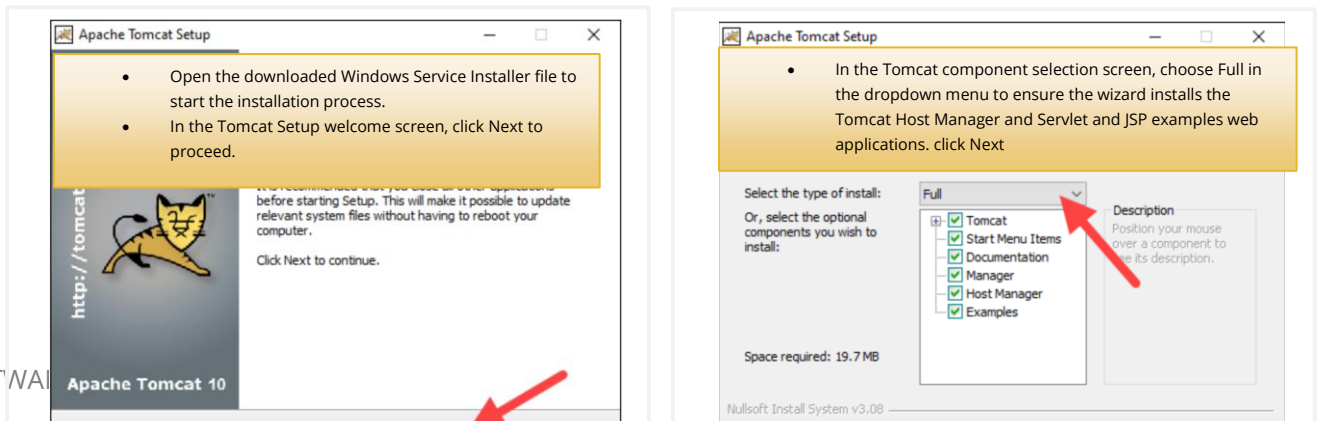 Apache Tomcat Setup
• Open the downloaded Windows Service Installer file to
start the installation process.
• In the Tomcat Setup welcome screen, click Next to
proceed.
before starting Setup. This will make it possible to update
relevant system files without having to reboot your
computer.
Click Next to continue.
http://tomcat
Apache Tomcat 10
Apache Tomcat Setup
• In the Tomcat component selection screen, choose Full in
the dropdown menu to ensure the wizard installs the
Tomcat Host Manager and Servlet and JSP examples web
applications. click Next
Select the type of install:
Full
Or, select the optional
components you wish to
install:
Tomcat
Start Menu Items
Documentation
Manager
Host Manager
Examples
Description
Position your mouse
over a component to
see its description.
Space required: 19.7 MB
Nullsoft Install System v3.08